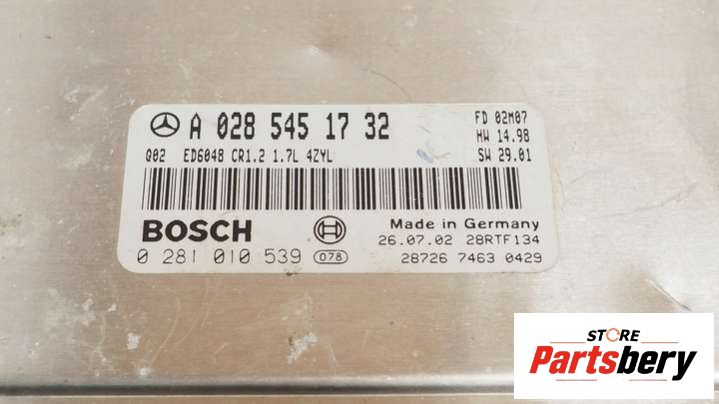 A 028 545 17 32
FD 02M07
HW 14.98
Q02 ED6048 CR1.2 1.7L 4ZYL
SW 29.01
BOSCH
Made in Germany
26.07.02 28RTF134
0 281 010 539 078
28726 7463 0429
STORE
Partsbery